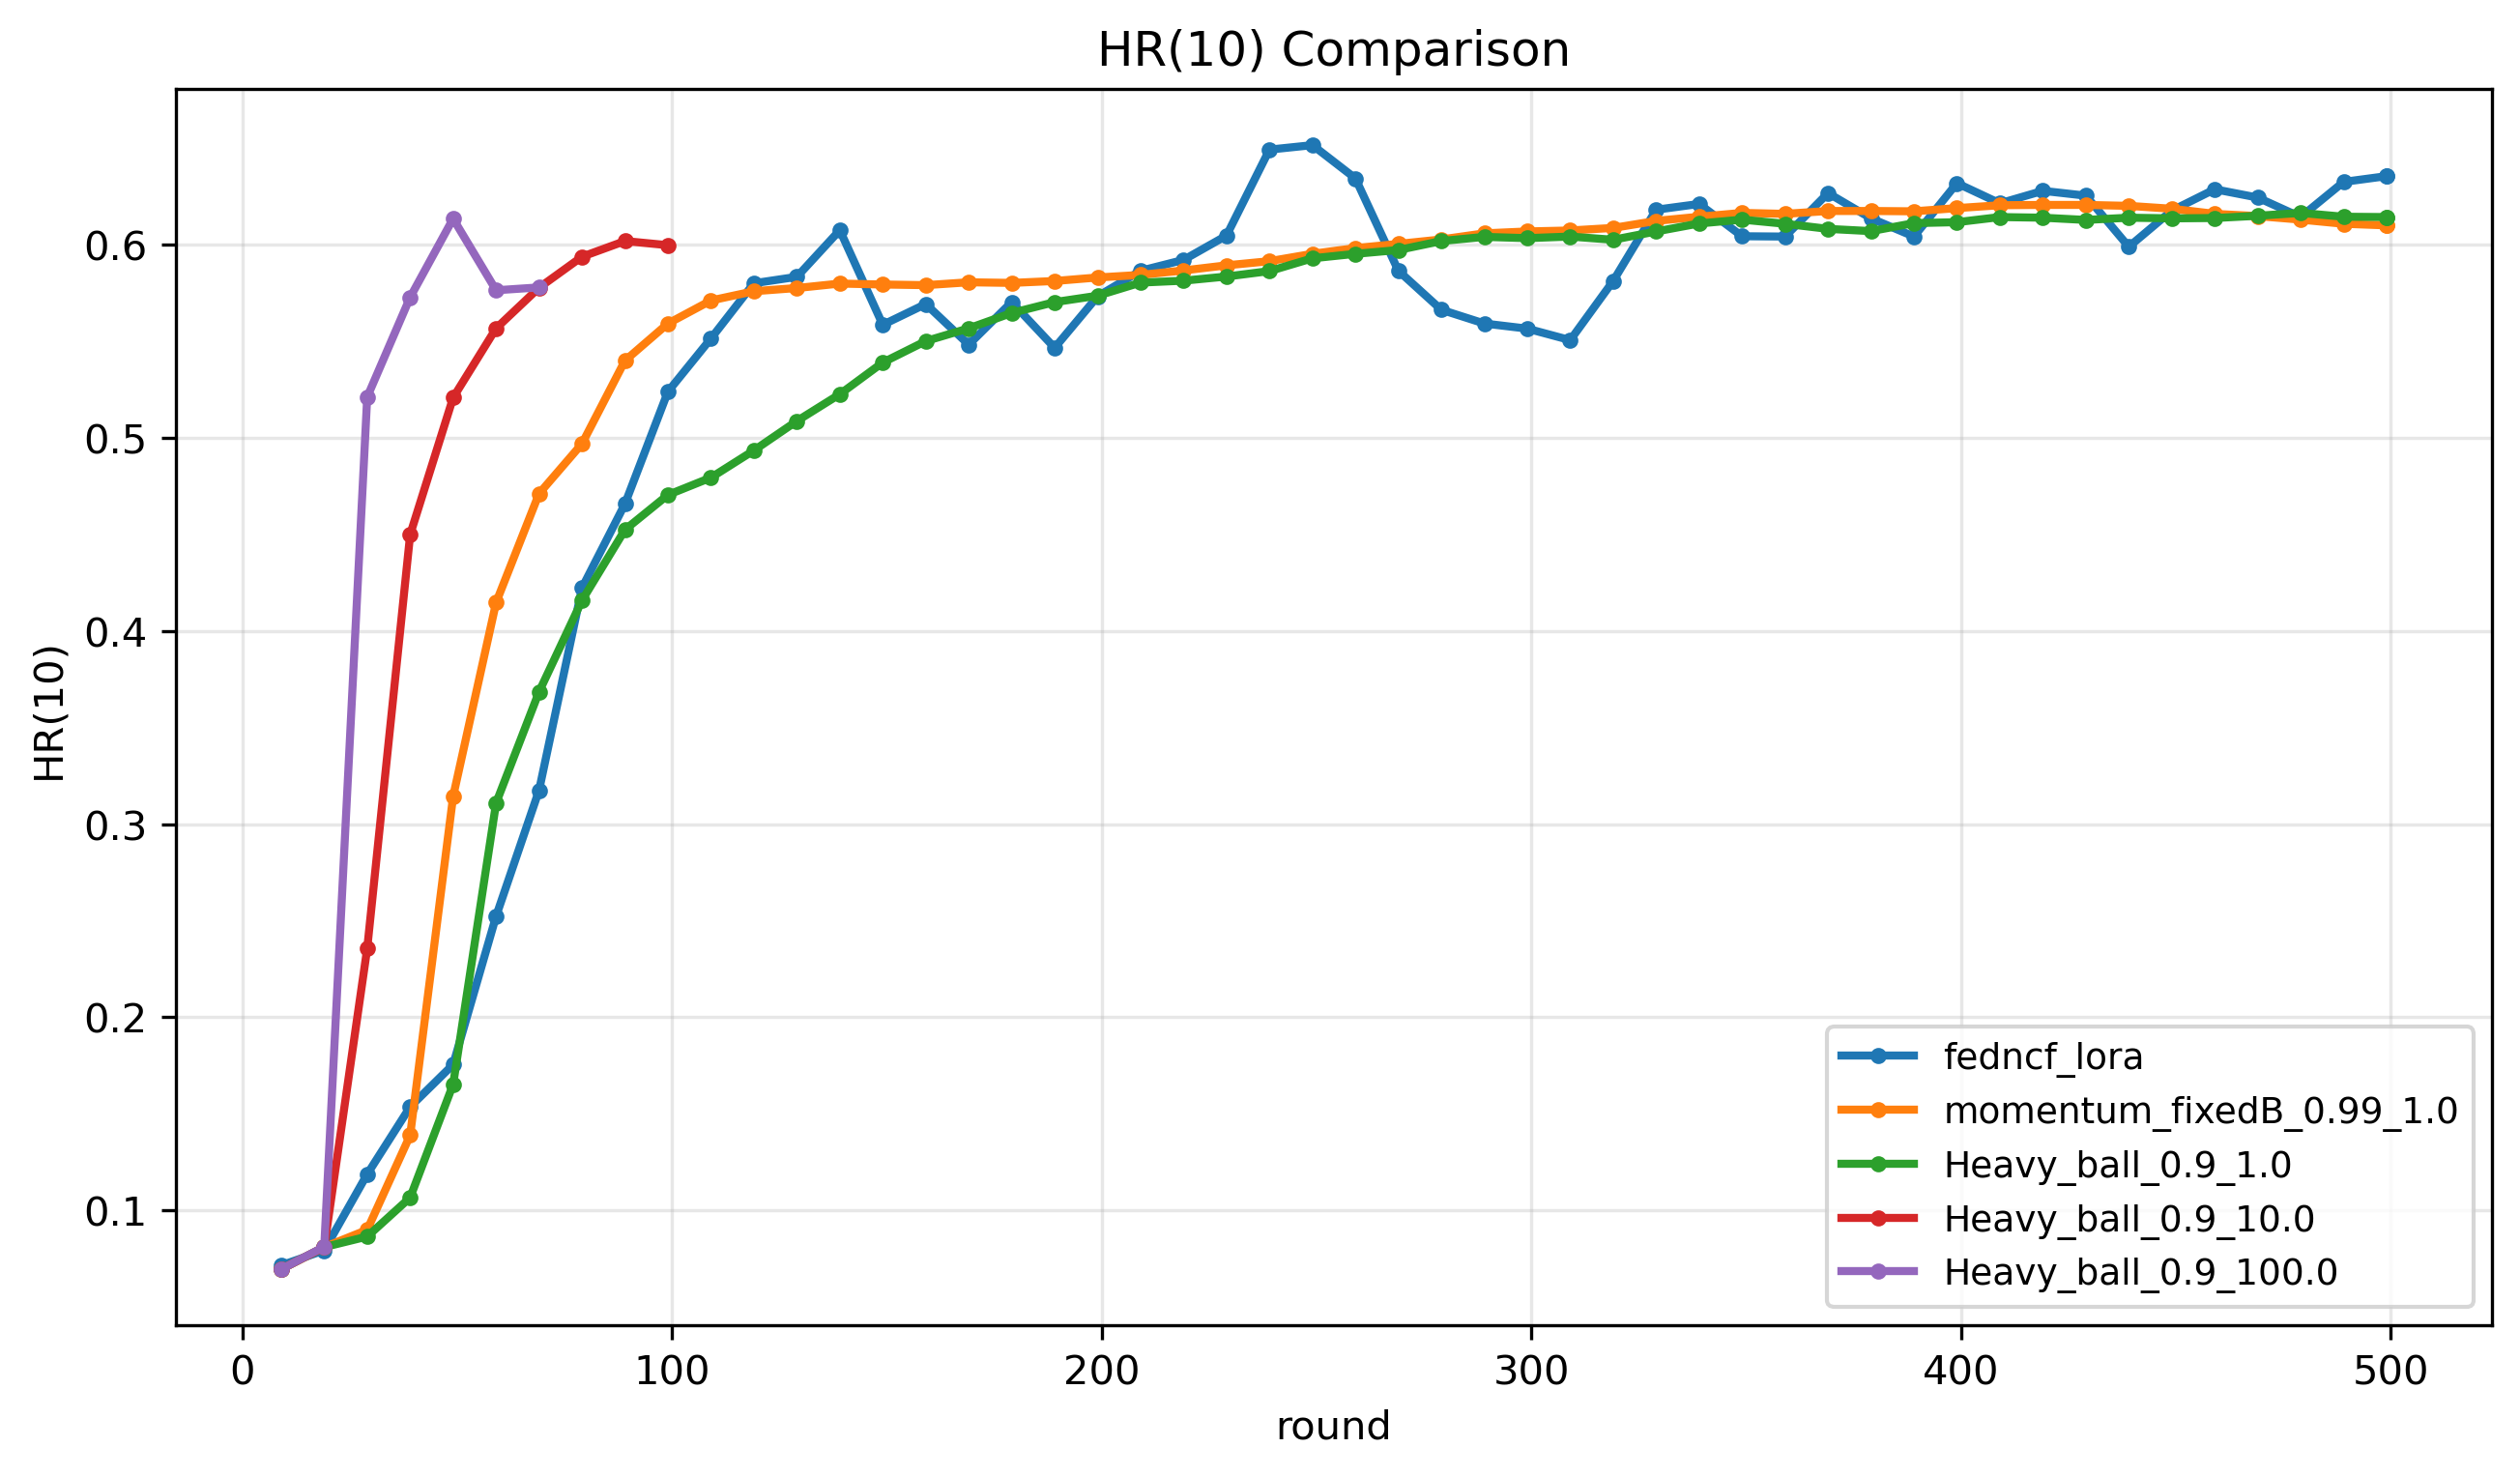 HR(10) Comparison
HR(10)
0.6
0.5
0.4
0.3
0.2
0.1
0 100 200 300 400 500
round
fedncf_lora
momentum_fixedB_0.99_1.0
Heavy_ball_0.9_1.0
Heavy_ball_0.9_10.0
Heavy_ball_0.9_100.0